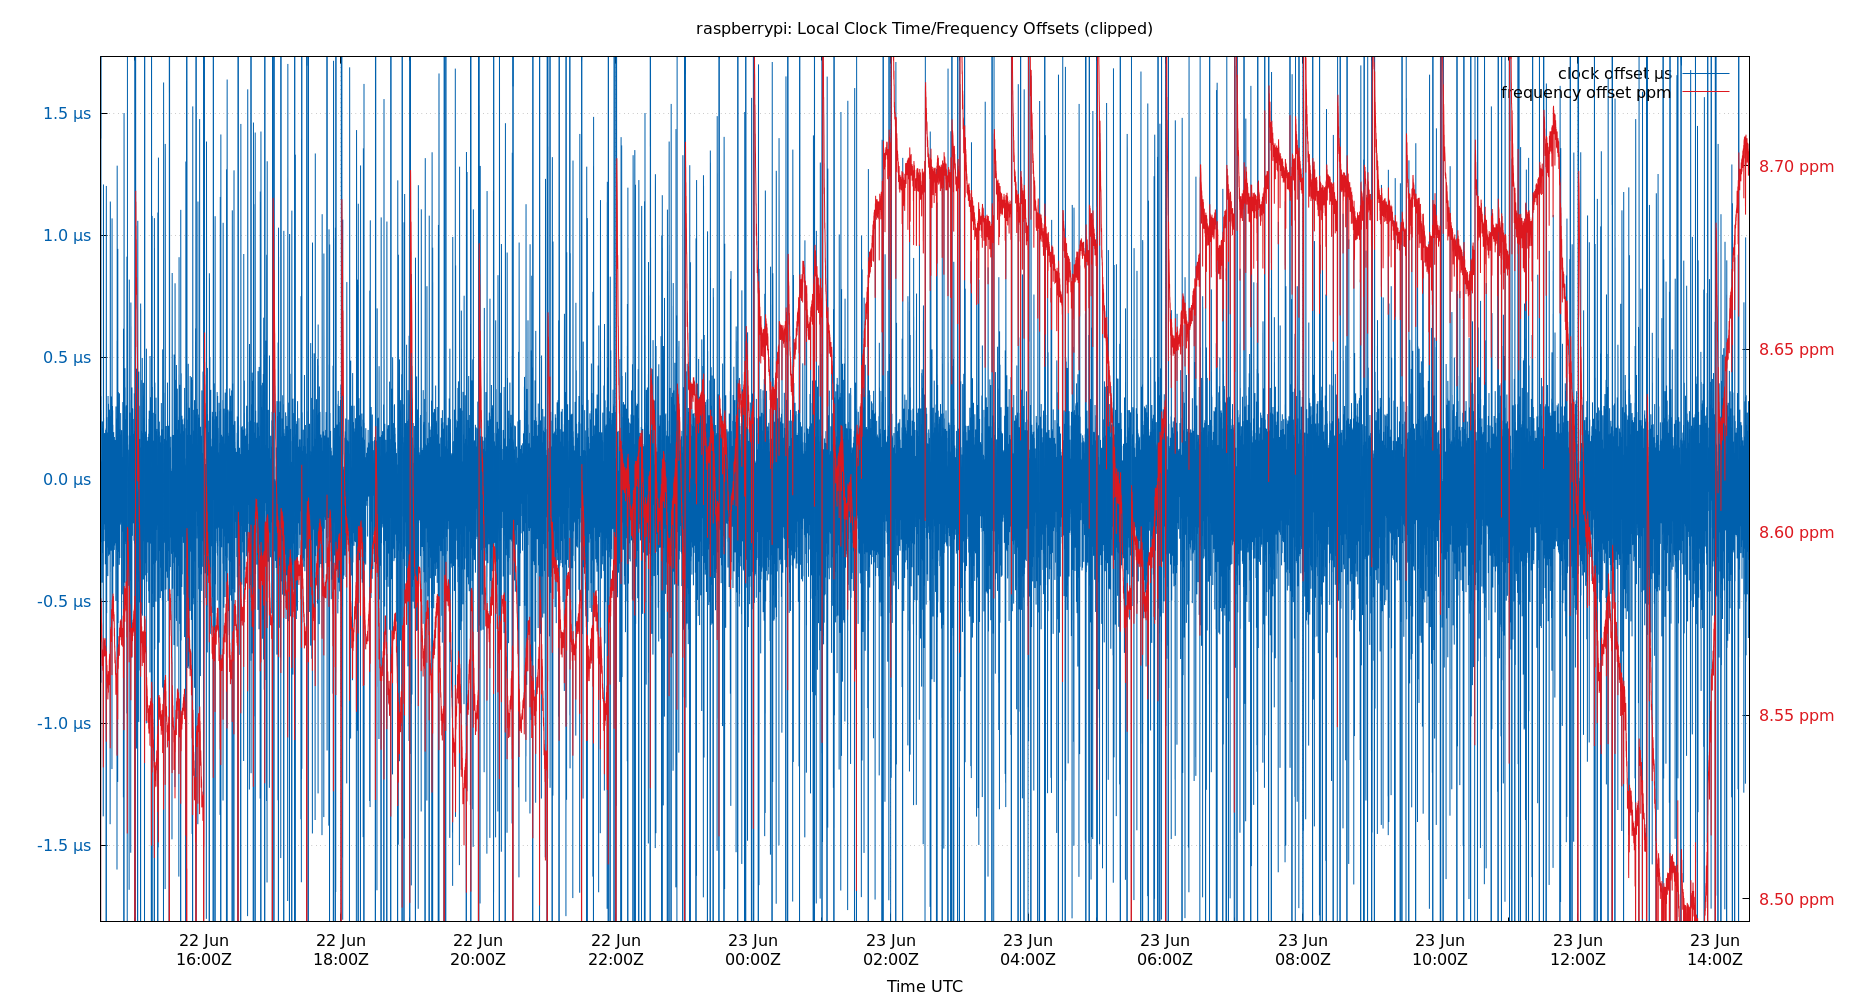 raspberrypi: Local Clock Time/Frequency Offsets (clipped)
clock offset µs
frequency offset ppm
1.5 µs
1.0 µs
0.5 µs
0.0 µs
-0.5 µs
-1.0 µs
-1.5 µs
8.70 ppm
8.65 ppm
8.60 ppm
8.55 ppm
8.50 ppm
22 Jun 22 Jun 22 Jun 22 Jun 23 Jun 23 Jun 23 Jun 23 Jun 23 Jun 23 Jun 23 Jun 23 Jun
16:00Z 18:00Z 20:00Z 22:00Z 00:00Z 02:00Z 04:00Z 06:00Z 08:00Z 10:00Z 12:00Z 14:00Z
Time UTC